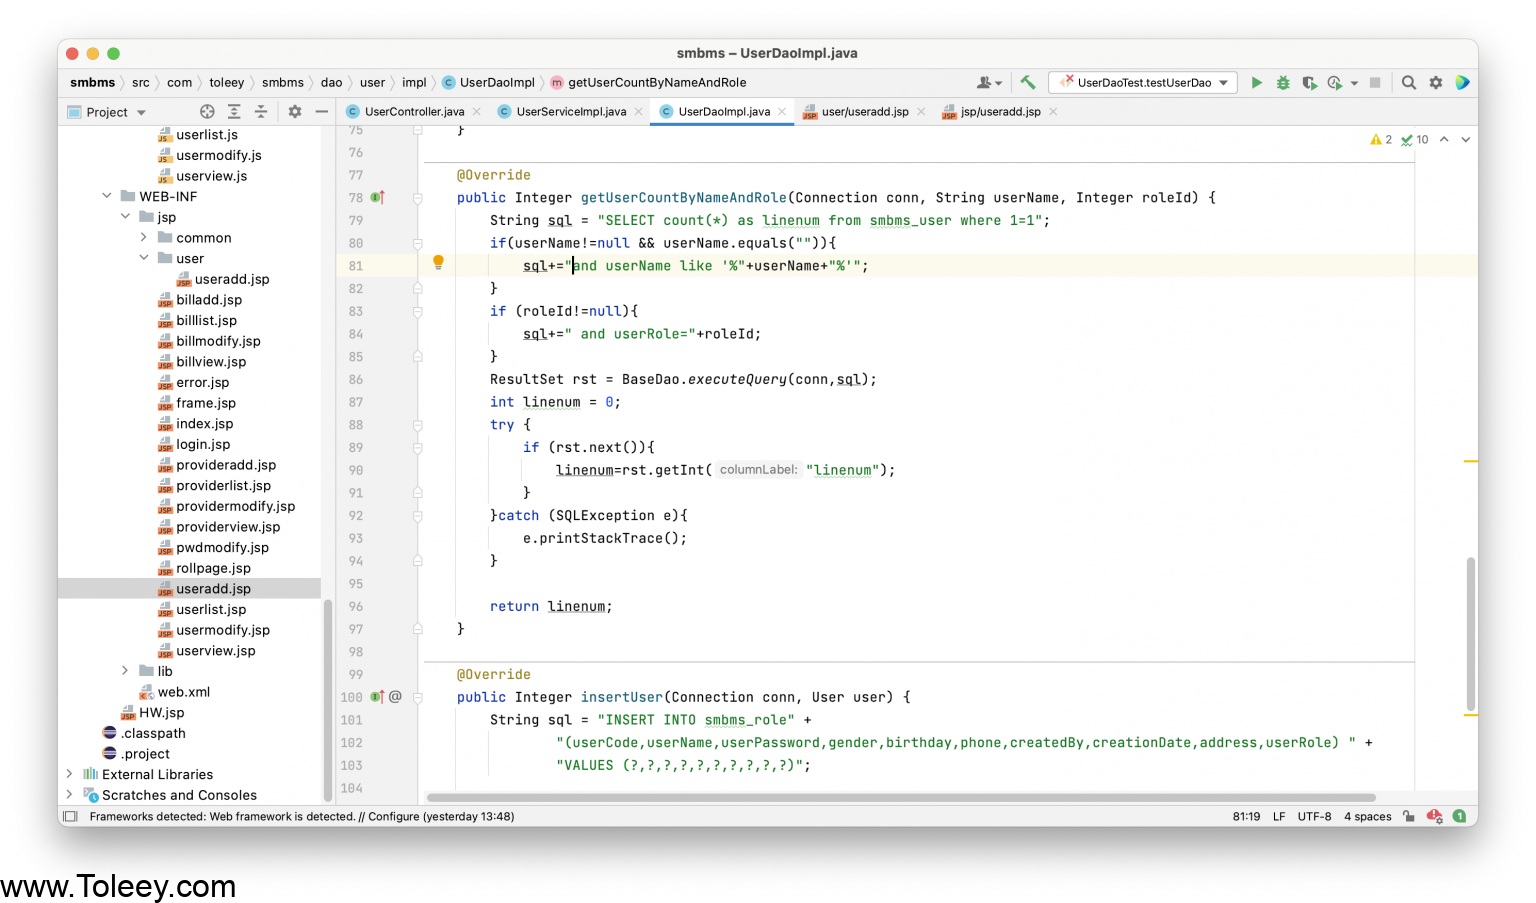 smbms – UserDaoImpl.java
smbms src com toleey smbms dao user impl UserDaoImpl getUserCountByNameAndRole UserDaoTest.testUserDao
Project UserController.java UserServiceImpl.java UserDaoImpl.java user/useradd.jsp jsp/useradd.jsp
userlist.js
usermodify.js
userview.js
WEB-INF
jsp
common
user
useradd.jsp
billadd.jsp
billlist.jsp
billmodify.jsp
billview.jsp
error.jsp
frame.jsp
index.jsp
login.jsp
provideradd.jsp
providerlist.jsp
providermodify.jsp
providerview.jsp
pwdmodify.jsp
rollpage.jsp
useradd.jsp
userlist.jsp
usermodify.jsp
userview.jsp
lib
web.xml
HW.jsp
.classpath
.project
External Libraries
Scratches and Consoles
2 10
75 }
76
77 @Override
78 public Integer getUserCountByNameAndRole(Connection conn, String userName, Integer roleId) {
79 String sql = "SELECT count(*) as linenum from smbms_user where 1=1";
80 if(userName!=null && userName.equals("")){
81 sql+="and userName like '%"+userName+"%'";
82 }
83 if (roleId!=null){
84 sql+=" and userRole="+roleId;
85 }
86 ResultSet rst = BaseDao.executeQuery(conn,sql);
87 int linenum = 0;
88 try {
89 if (rst.next()){
90 linenum=rst.getInt( columnLabel: "linenum");
91 }
92 }catch (SQLException e){
93 e.printStackTrace();
94 }
95
96 return linenum;
97 }
98
99 @Override
100 @ public Integer insertUser(Connection conn, User user) {
101 String sql = "INSERT INTO smbms_role" +
102 "(userCode,userName,userPassword,gender,birthday,phone,createdBy,creationDate,address,userRole) " +
103 "VALUES (?,?,?,?,?,?,?,?,?,?)";
104
Frameworks detected: Web framework is detected. // Configure (yesterday 13:48) 81:19 LF UTF-8 4 spaces 1
www.Toleey.com